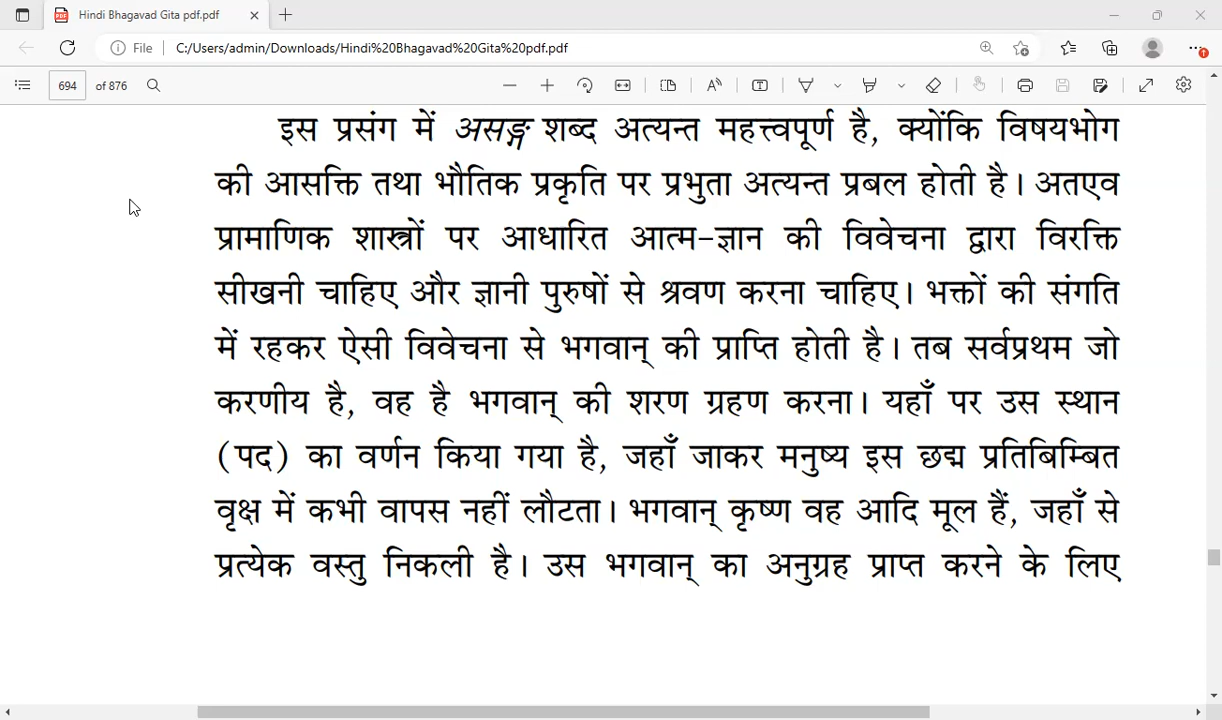 Hindi Bhagavad Gita pdf.pdf
File C:/Users/admin/Downloads/Hindi%20Bhagavad%20Gita%20pdf.pdf
694 of 876
इस प्रसंग में असङ्ग शब्द अत्यन्त महत्त्वपूर्ण है, क्योंकि विषयभोग
की आसक्ति तथा भौतिक प्रकृति पर प्रभुता अत्यन्त प्रबल होती है। अतएव
प्रामाणिक शास्त्रों पर आधारित आत्म-ज्ञान की विवेचना द्वारा विरक्ति
सीखनी चाहिए और ज्ञानी पुरुषों से श्रवण करना चाहिए। भक्तों की संगति
में रहकर ऐसी विवेचना से भगवान् की प्राप्ति होती है। तब सर्वप्रथम जो
करणीय है, वह है भगवान् की शरण ग्रहण करना। यहाँ पर उस स्थान
(पद) का वर्णन किया गया है, जहाँ जाकर मनुष्य इस छद्म प्रतिबिम्बित
वृक्ष में कभी वापस नहीं लौटता। भगवान् कृष्ण वह आदि मूल हैं, जहाँ से
प्रत्येक वस्तु निकली है। उस भगवान् का अनुग्रह प्राप्त करने के लिए